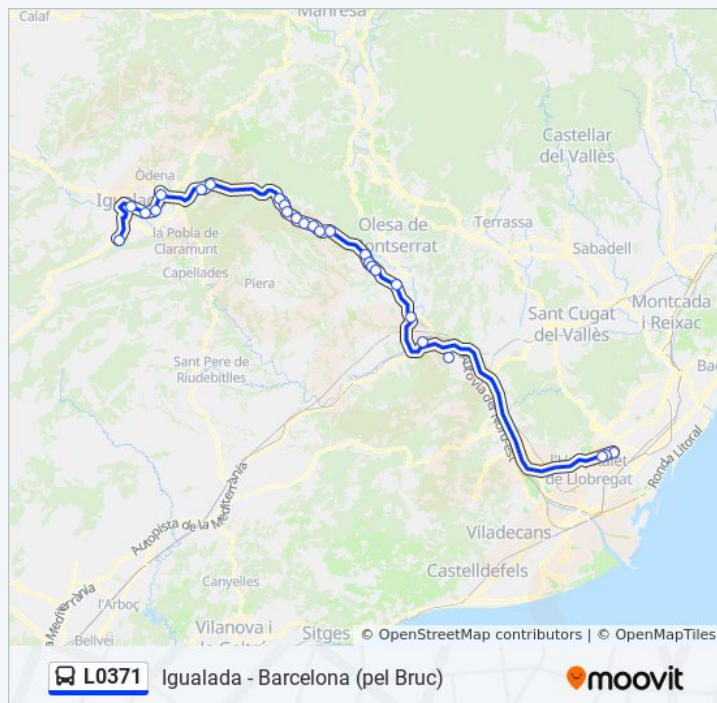 Calaf
Manresa
Castellar
del Vallès
Òdena
Igualada
la Pobla de
Claramunt
Olesa de
Montserrat
Terrassa
Sabadell
Capellades
Piera
Sant Cugat
del Vallès
Montcada
i Reixac
Sant Pere de
Riudebitlles
Autovia del Nord-est
l'Hospitalet
de Llobregat
Ronda Litoral
Autopista de la Mediterrània
Viladecans
Castelldefels
Canyelles
l'Arboç
Mediterrània
Bellvei
Vilanova i
la Geltrú
Sitges
© OpenStreetMap contributors | © OpenMapTiles
L0371 Igualada - Barcelona (pel Bruc)
moovit